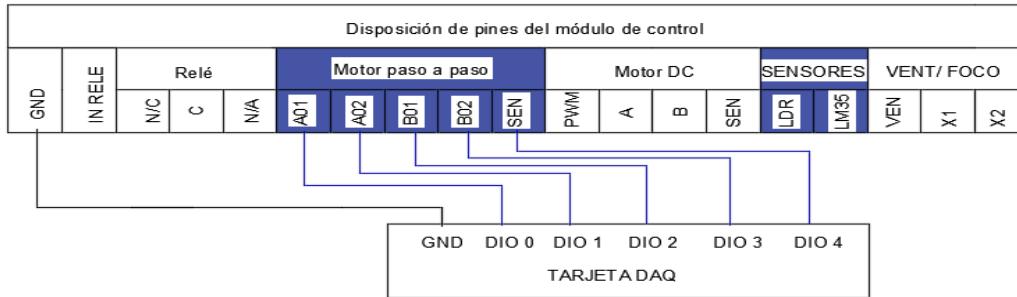 Disposición de pines del módulo de control
GND IN RELE Relé Motor paso a paso Motor DC SENSORES VENT/ FOCO
N/C C N/A A01 A02 B01 B02 SEN PWM A B SEN LDR LM35 VEN X1 X2
GND DIO 0 DIO 1 DIO 2 DIO 3 DIO 4
TARJETA DAQ